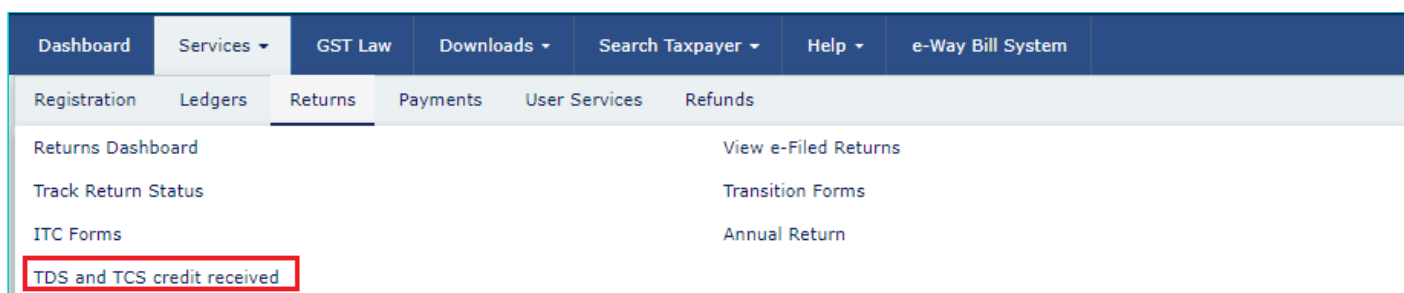 Dashboard Services GST Law Downloads Search Taxpayer Help e-Way Bill System
Registration Ledgers Returns Payments User Services Refunds
Returns Dashboard View e-Filed Returns
Track Return Status Transition Forms
ITC Forms Annual Return
TDS and TCS credit received